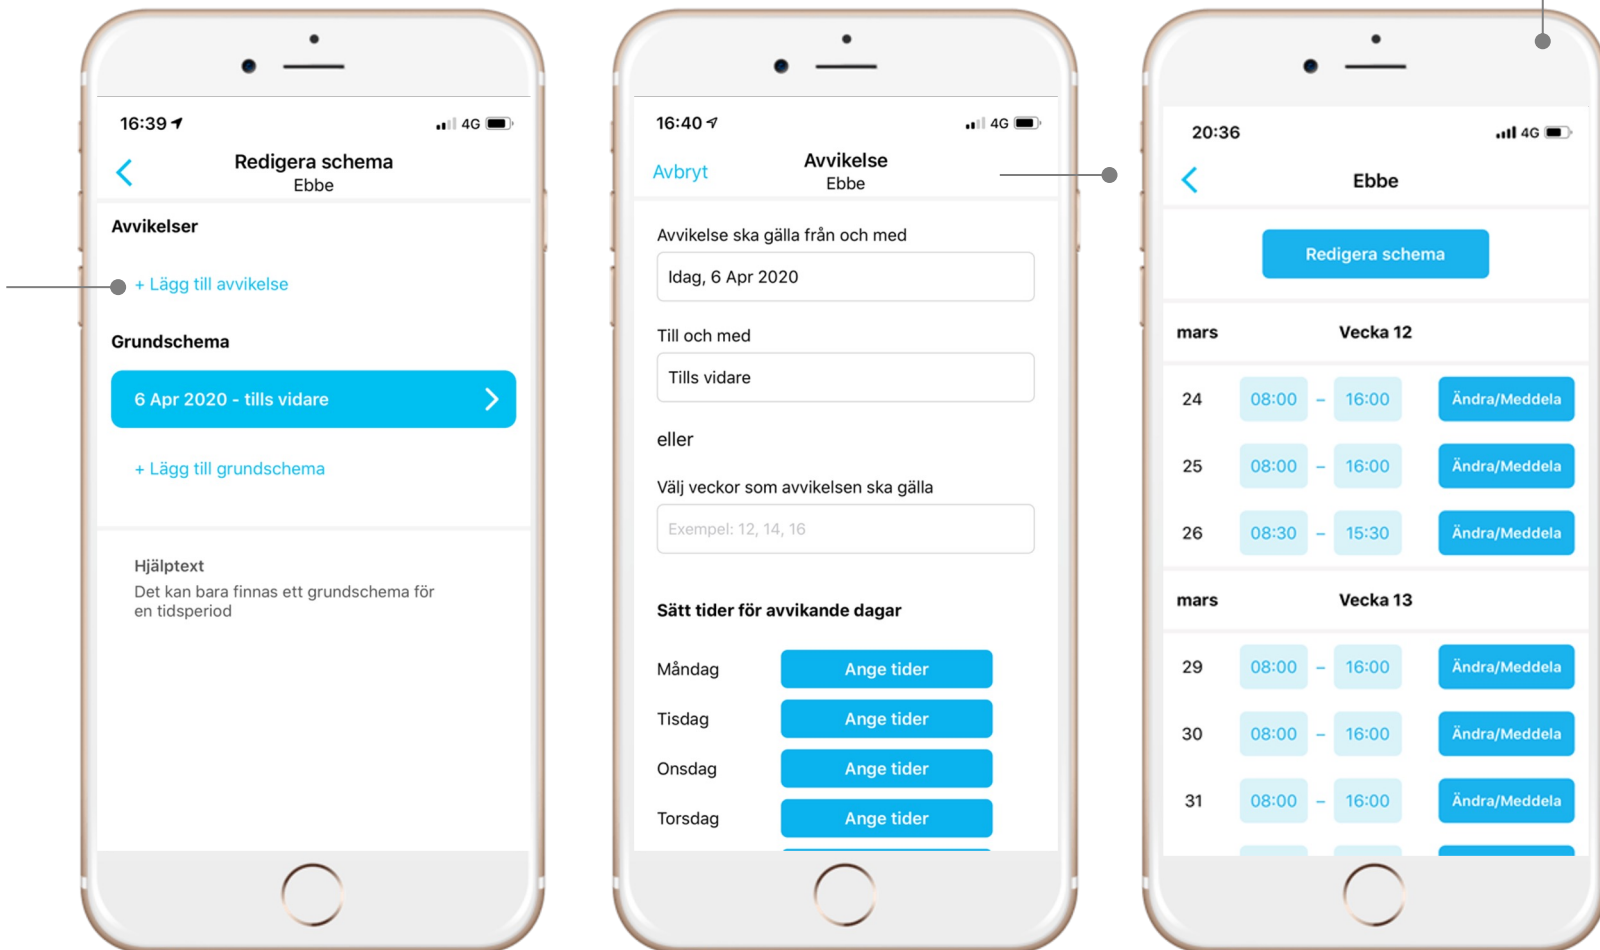 16:39
4G
Redigera schema
Ebbe
Avvikelser
+ Lägg till avvikelse
Grundschema
6 Apr 2020 - tills vidare
+ Lägg till grundschema
Hjälptext
Det kan bara finnas ett grundschema för
en tidsperiod
16:40
4G
Avbryt
Avvikelse
Ebbe
Avvikelse ska gälla från och med
Idag, 6 Apr 2020
Till och med
Tills vidare
eller
Välj veckor som avvikelsen ska gälla
Exempel: 12, 14, 16
Sätt tider för avvikande dagar
Måndag Ange tider
Tisdag Ange tider
Onsdag Ange tider
Torsdag Ange tider
20:36
4G
Ebbe
Redigera schema
mars Vecka 12
24 08:00 – 16:00 Ändra/Meddela
25 08:00 – 16:00 Ändra/Meddela
26 08:30 – 15:30 Ändra/Meddela
mars Vecka 13
29 08:00 – 16:00 Ändra/Meddela
30 08:00 – 16:00 Ändra/Meddela
31 08:00 – 16:00 Ändra/Meddela